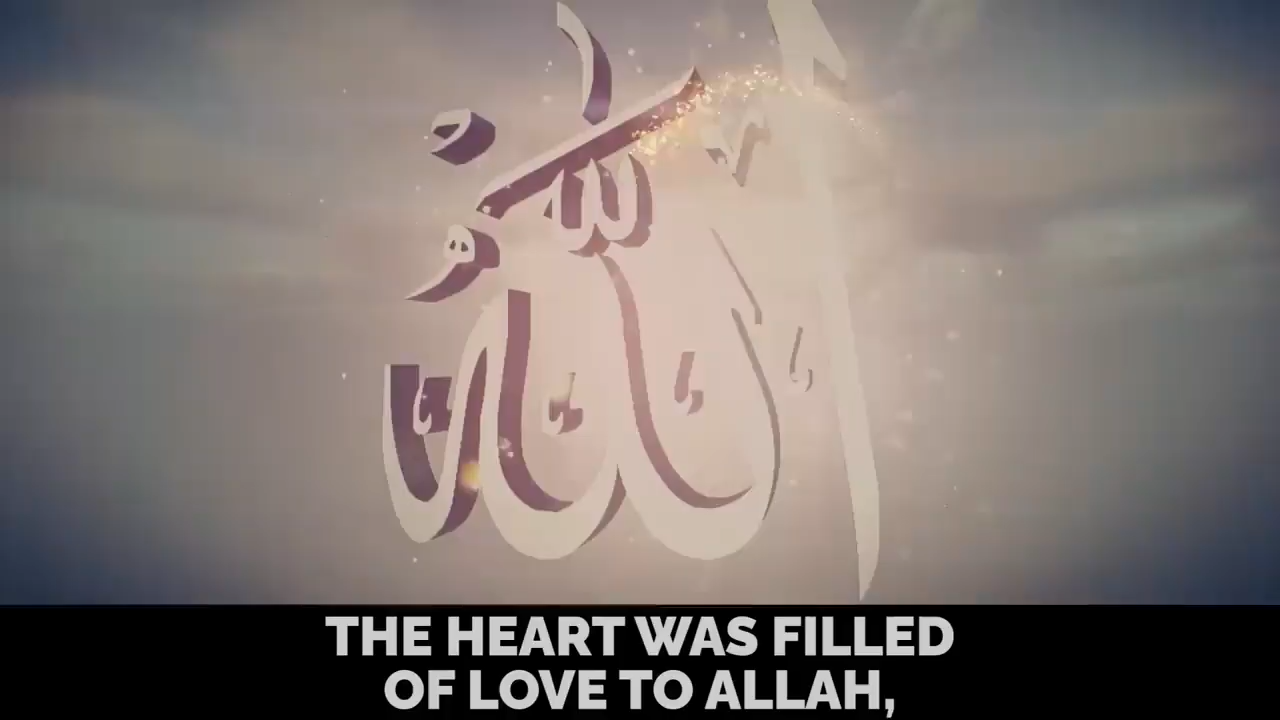 الله
THE HEART WAS FILLED
OF LOVE TO ALLAH,